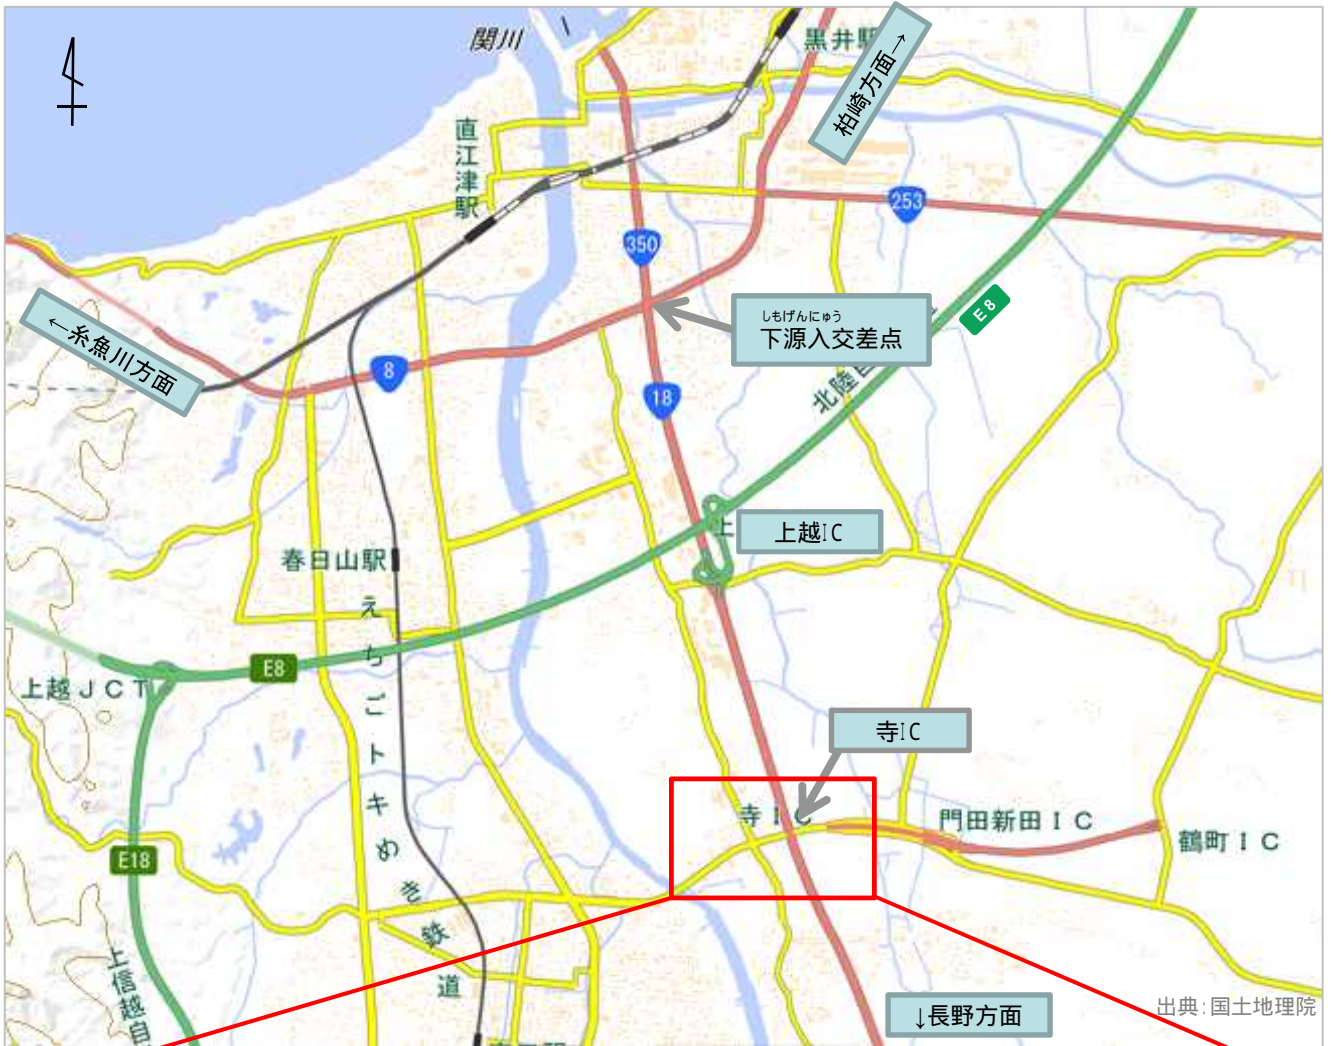 関川
黒井駅
柏崎方面→
直江津駅
253
350
E8
しもげんにゅう
下源入交差点
←糸魚川方面
8
18
北陸自
上
上越IC
春日山駅
えちごトキめき鉄道
E8
上越JCT
寺IC
寺IC
門田新田IC
鶴町IC
E18
上信越自
↓長野方面
出典:国土地理院